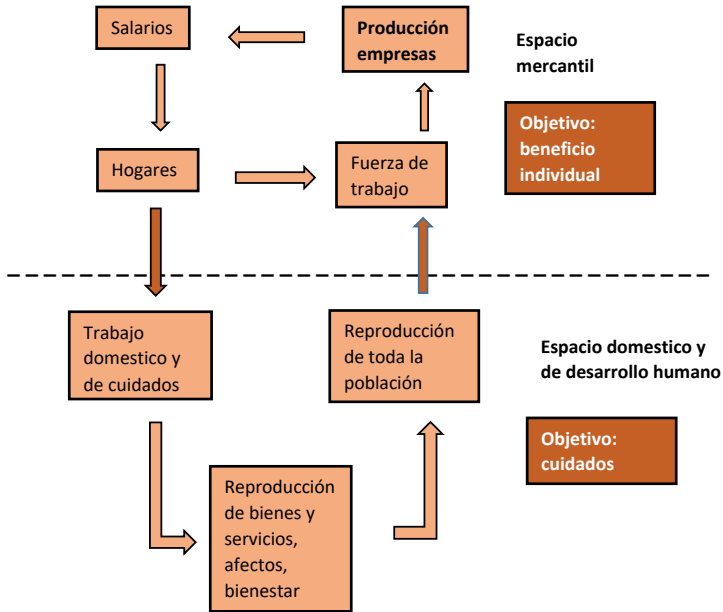 Salarios
Producción
empresas
Espacio
mercantil
Objetivo:
beneficio
individual
Hogares
Fuerza de
trabajo
Trabajo
domestico y
de cuidados
Reproducción
de toda la
población
Espacio domestico y
de desarrollo humano
Objetivo:
cuidados
Reproducción
de bienes y
servicios,
afectos,
bienestar